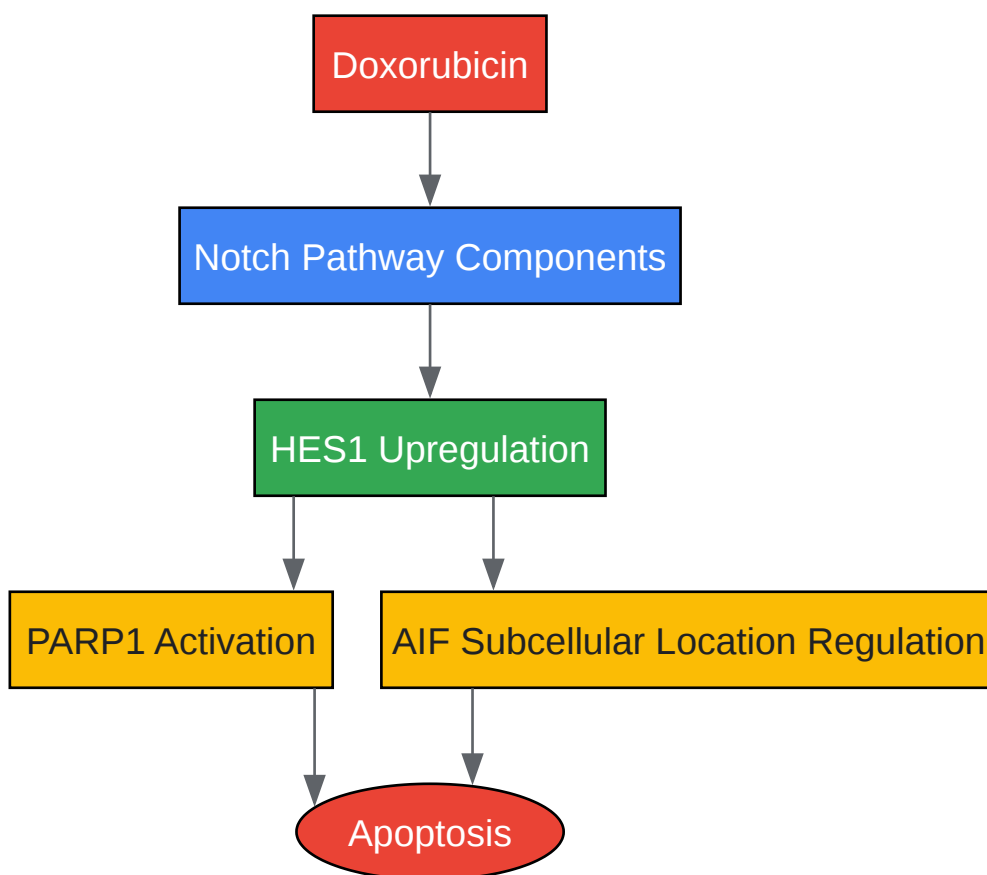 Doxorubicin
Notch Pathway Components
HES1 Upregulation
PARP1 Activation
AIF Subcellular Location Regulation
Apoptosis